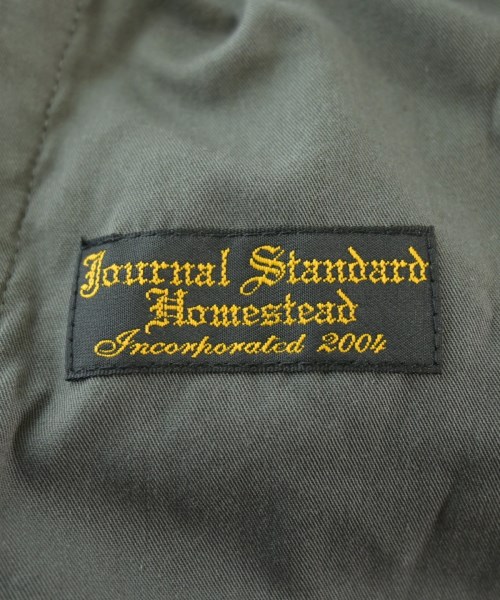 Journal Standard
Homestead
Incorporated 2004